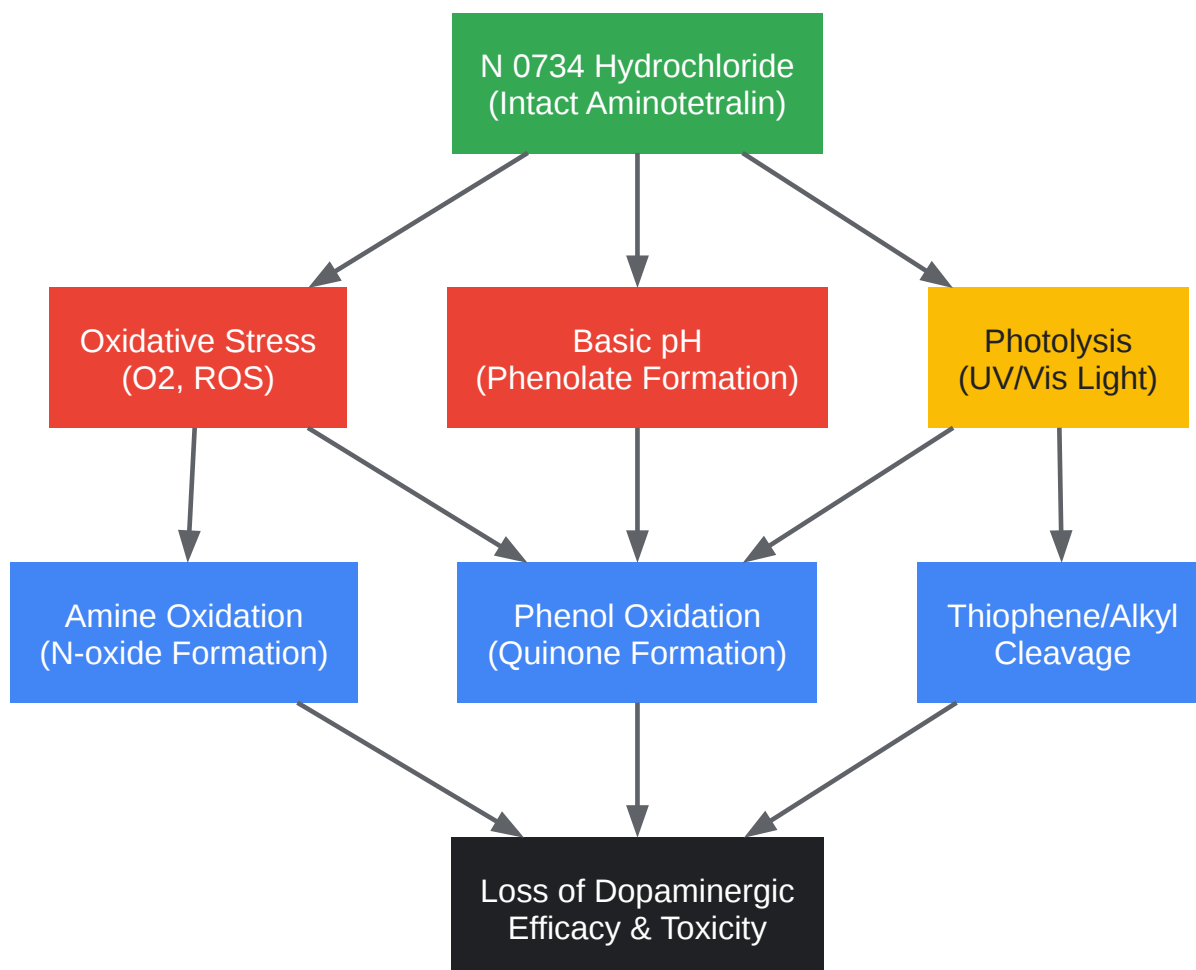 N 0734 Hydrochloride
(Intact Aminotetralin)
Oxidative Stress
(O2, ROS)
Basic pH
(Phenolate Formation)
Photolysis
(UV/Vis Light)
Amine Oxidation
(N-oxide Formation)
Phenol Oxidation
(Quinone Formation)
Thiophene/Alkyl
Cleavage
Loss of Dopaminergic
Efficacy & Toxicity